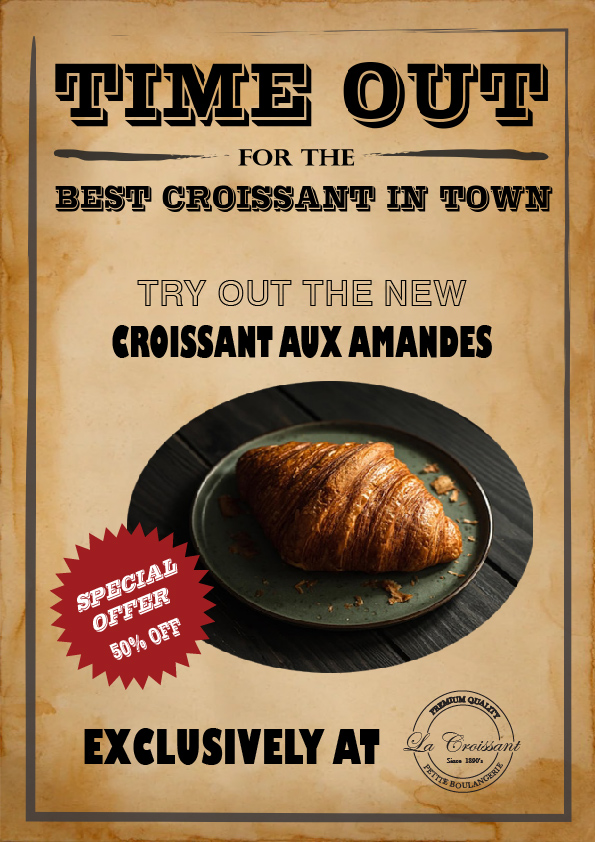 TIME OUT
FOR THE
BEST CROISSANT IN TOWN
TRY OUT THE NEW
CROISSANT AUX AMANDES
SPECIAL
OFFER
50% OFF
EXCLUSIVELY AT
PREMIUM QUALITY
La Croissant
Since 1890's
PETITE BOULANGERIE